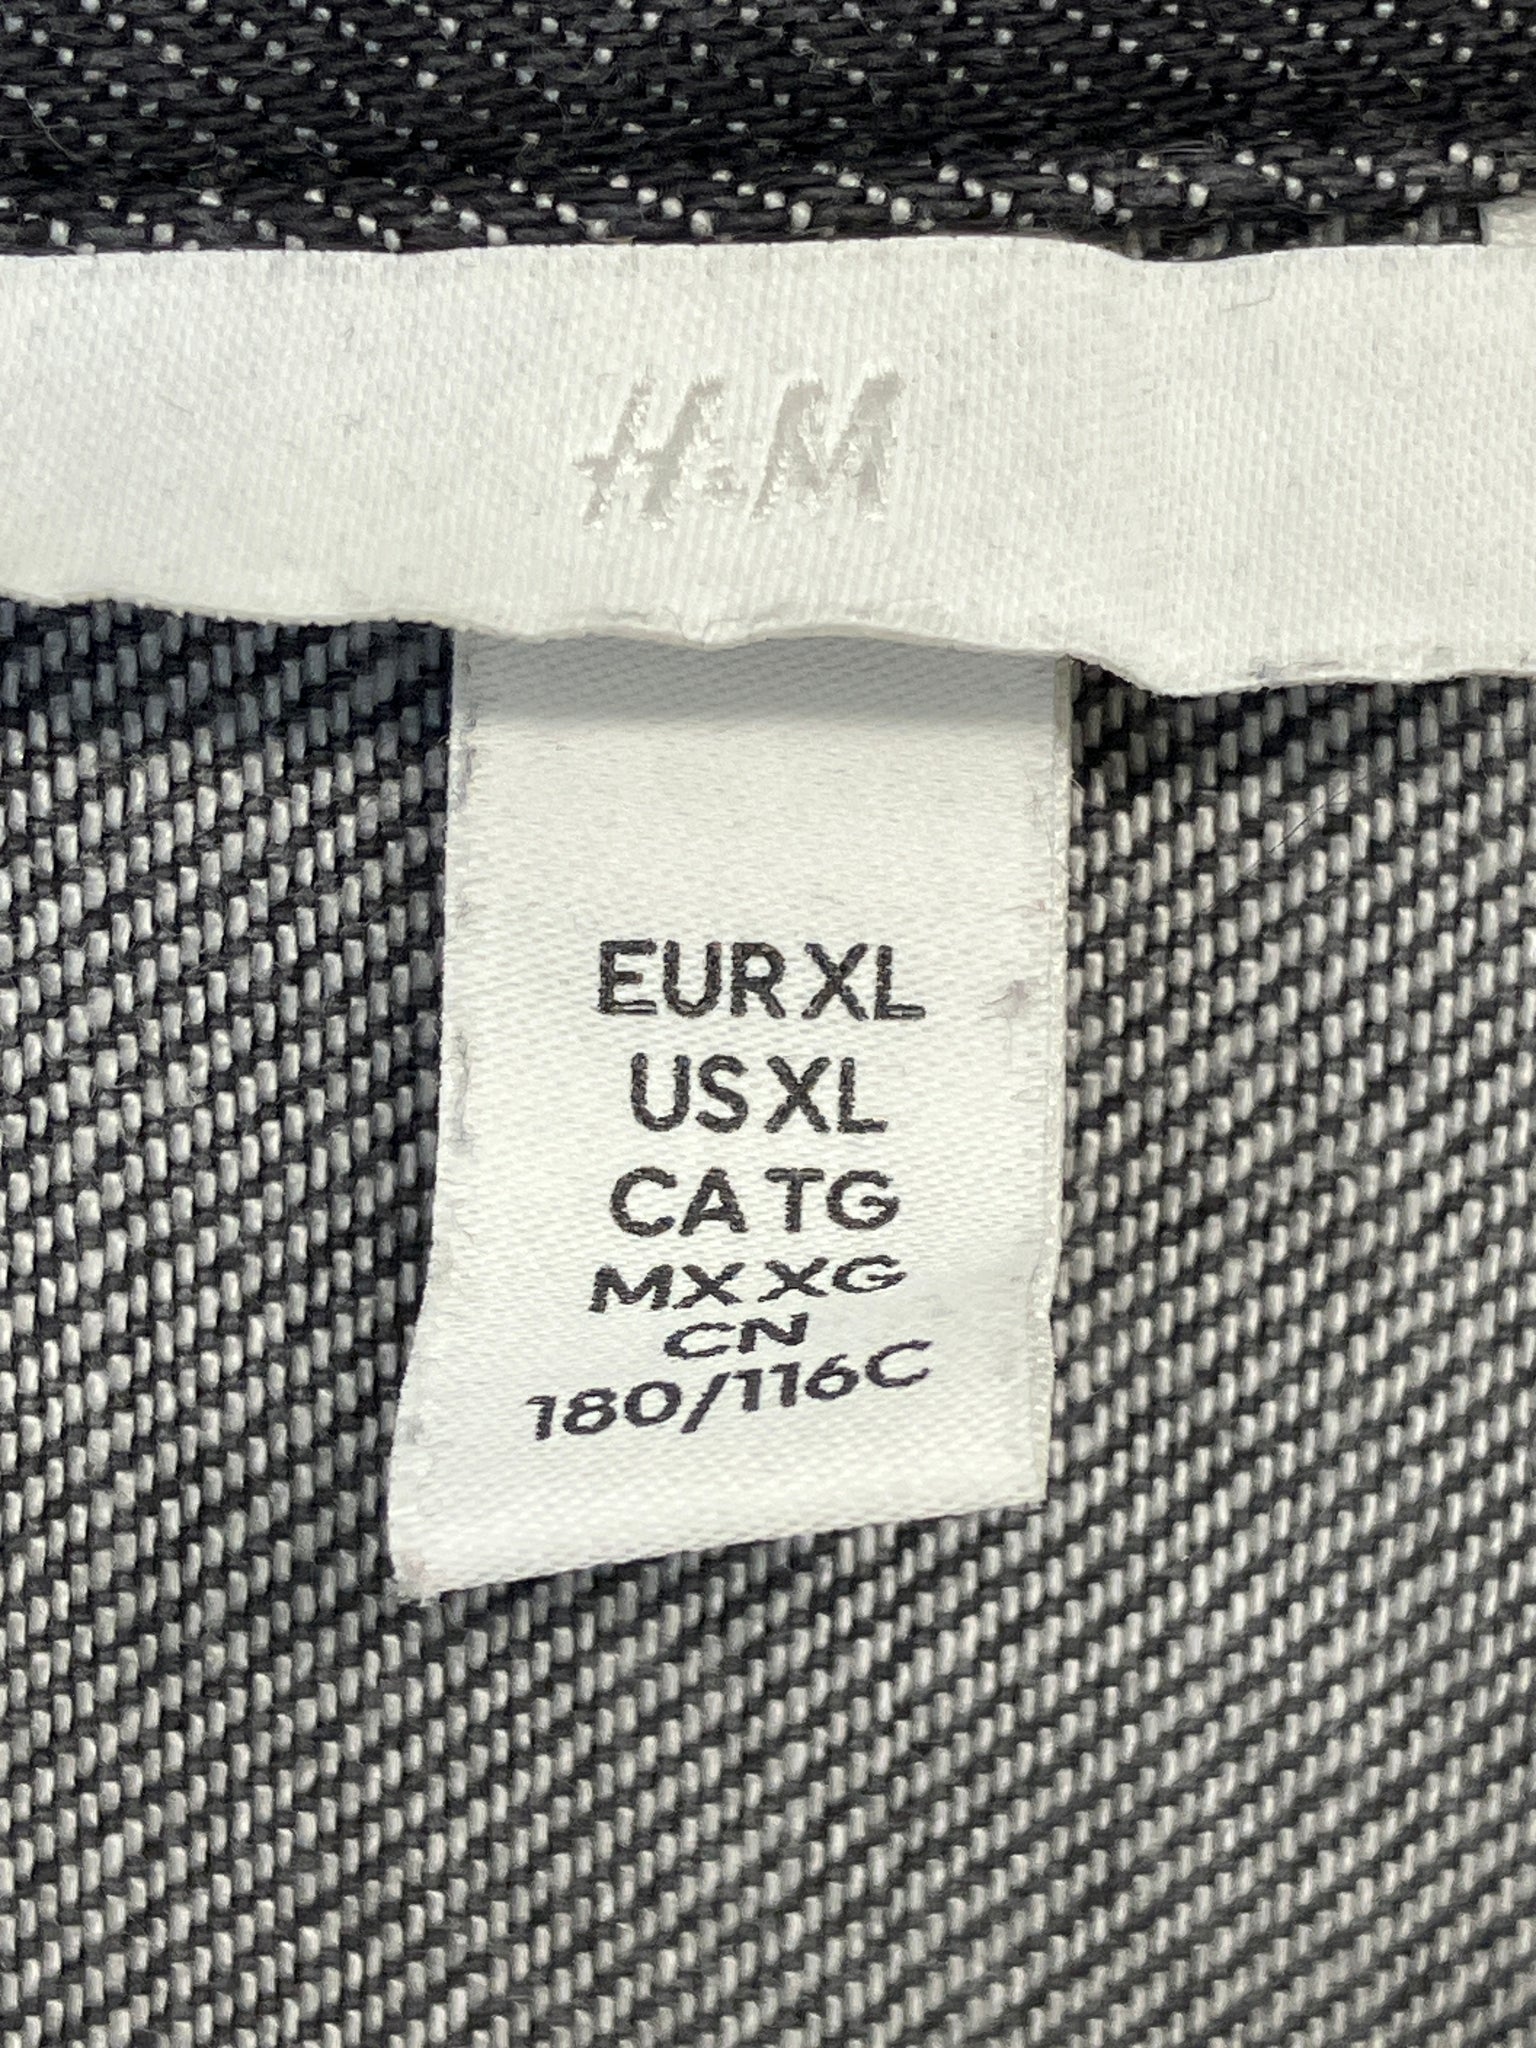 H&M
EUR XL
US XL
CA TG
MX XG
CN
180/116C